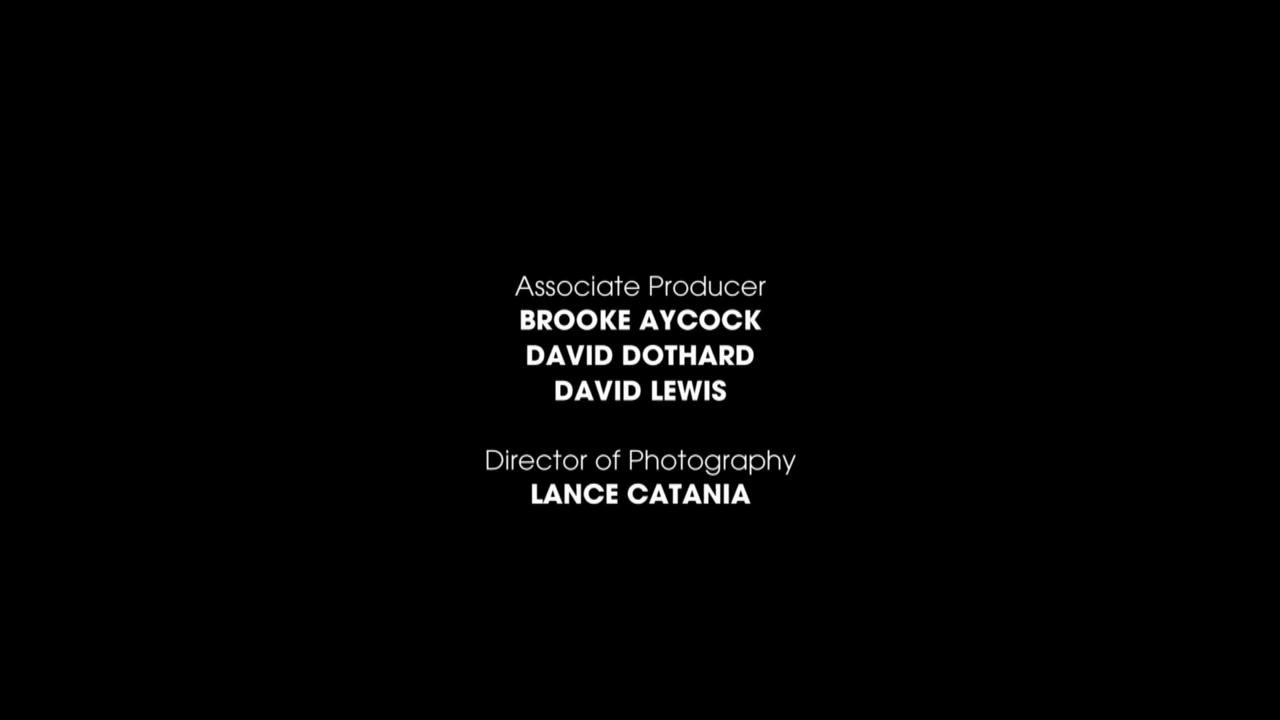 Associate Producer
BROOKE AYCOCK
DAVID DOTHARD
DAVID LEWIS
Director of Photography
LANCE CATANIA